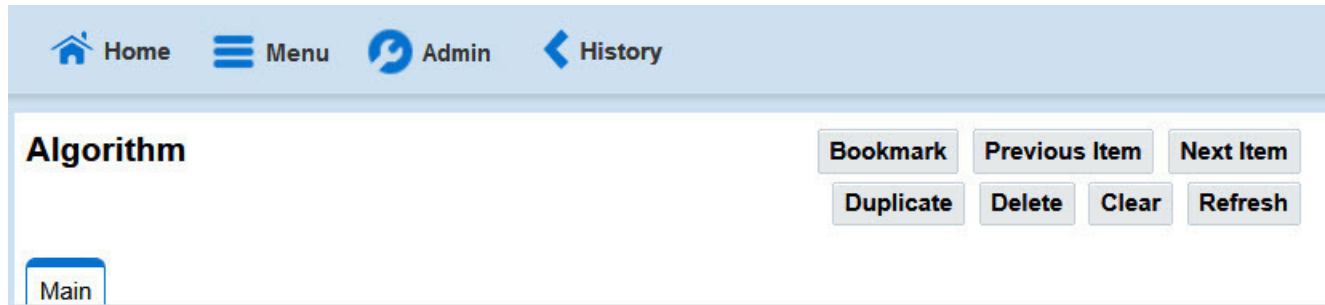 Home Menu Admin History
Algorithm
Bookmark Previous Item Next Item
Duplicate Delete Clear Refresh
Main